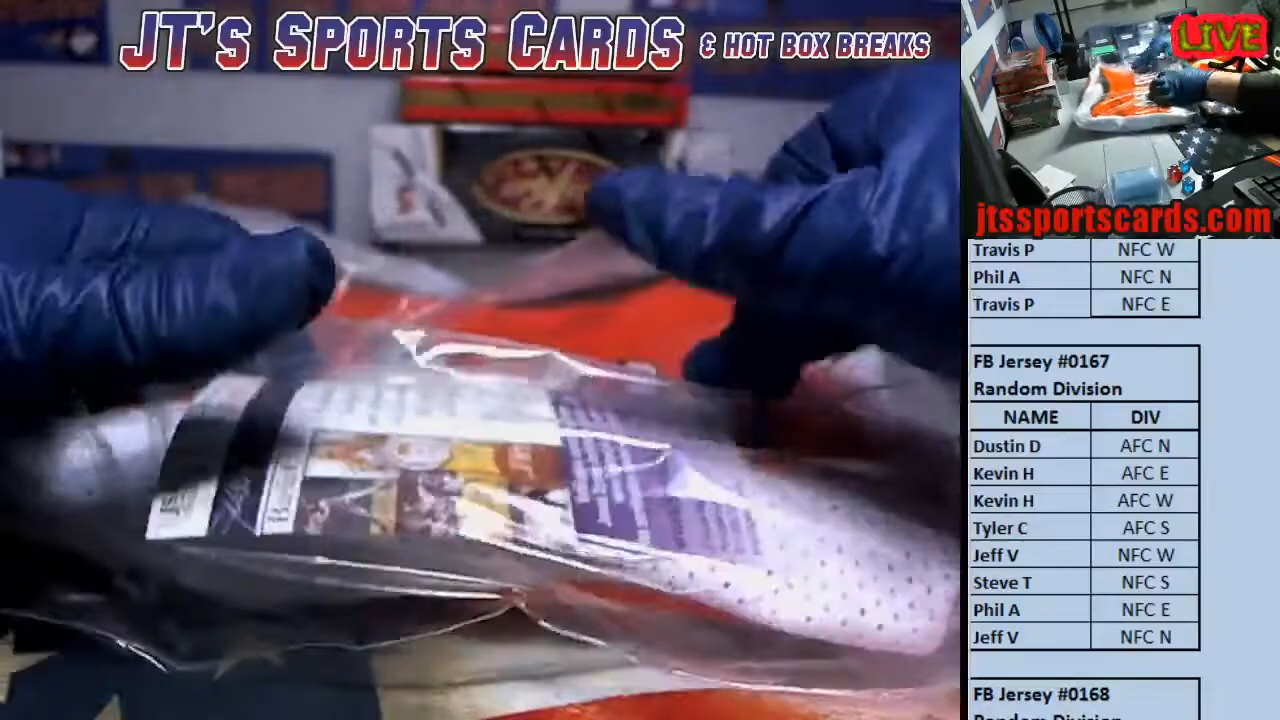 JT's Sports Cards & Hot Box Breaks
LIVE
jtssportscards.com
Travis P NFC W
Phil A NFC N
Travis P NFC E
FB Jersey #0167
Random Division
NAME DIV
Dustin D AFC N
Kevin H AFC E
Kevin H AFC W
Tyler C AFC S
Jeff V NFC W
Steve T NFC S
Phil A NFC E
Jeff V NFC N
FB Jersey #0168
Random Division